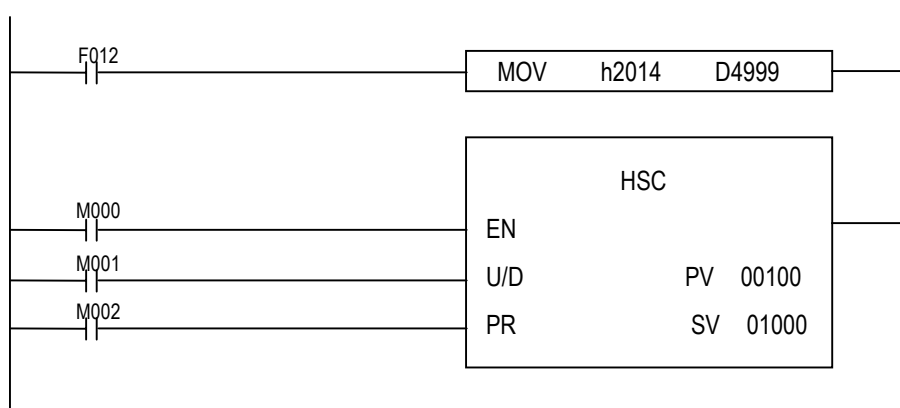 F012
MOV h2014 D4999
HSC
M000
EN
M001
U/D PV 00100
M002
PR SV 01000